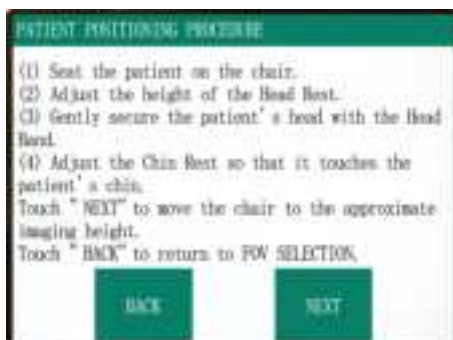 PATIENT POSITIONING PROCEDURE
(1) Seat the patient on the chair.
(2) Adjust the height of the Head Rest.
(3) Gently secure the patient's head with the Head
Band.
(4) Adjust the Chin Rest so that it touches the
patient's chin.
Touch "NEXT" to move the chair to the approximate
imaging height.
Touch "BACK" to return to FOV SELECTION.
BACK NEXT